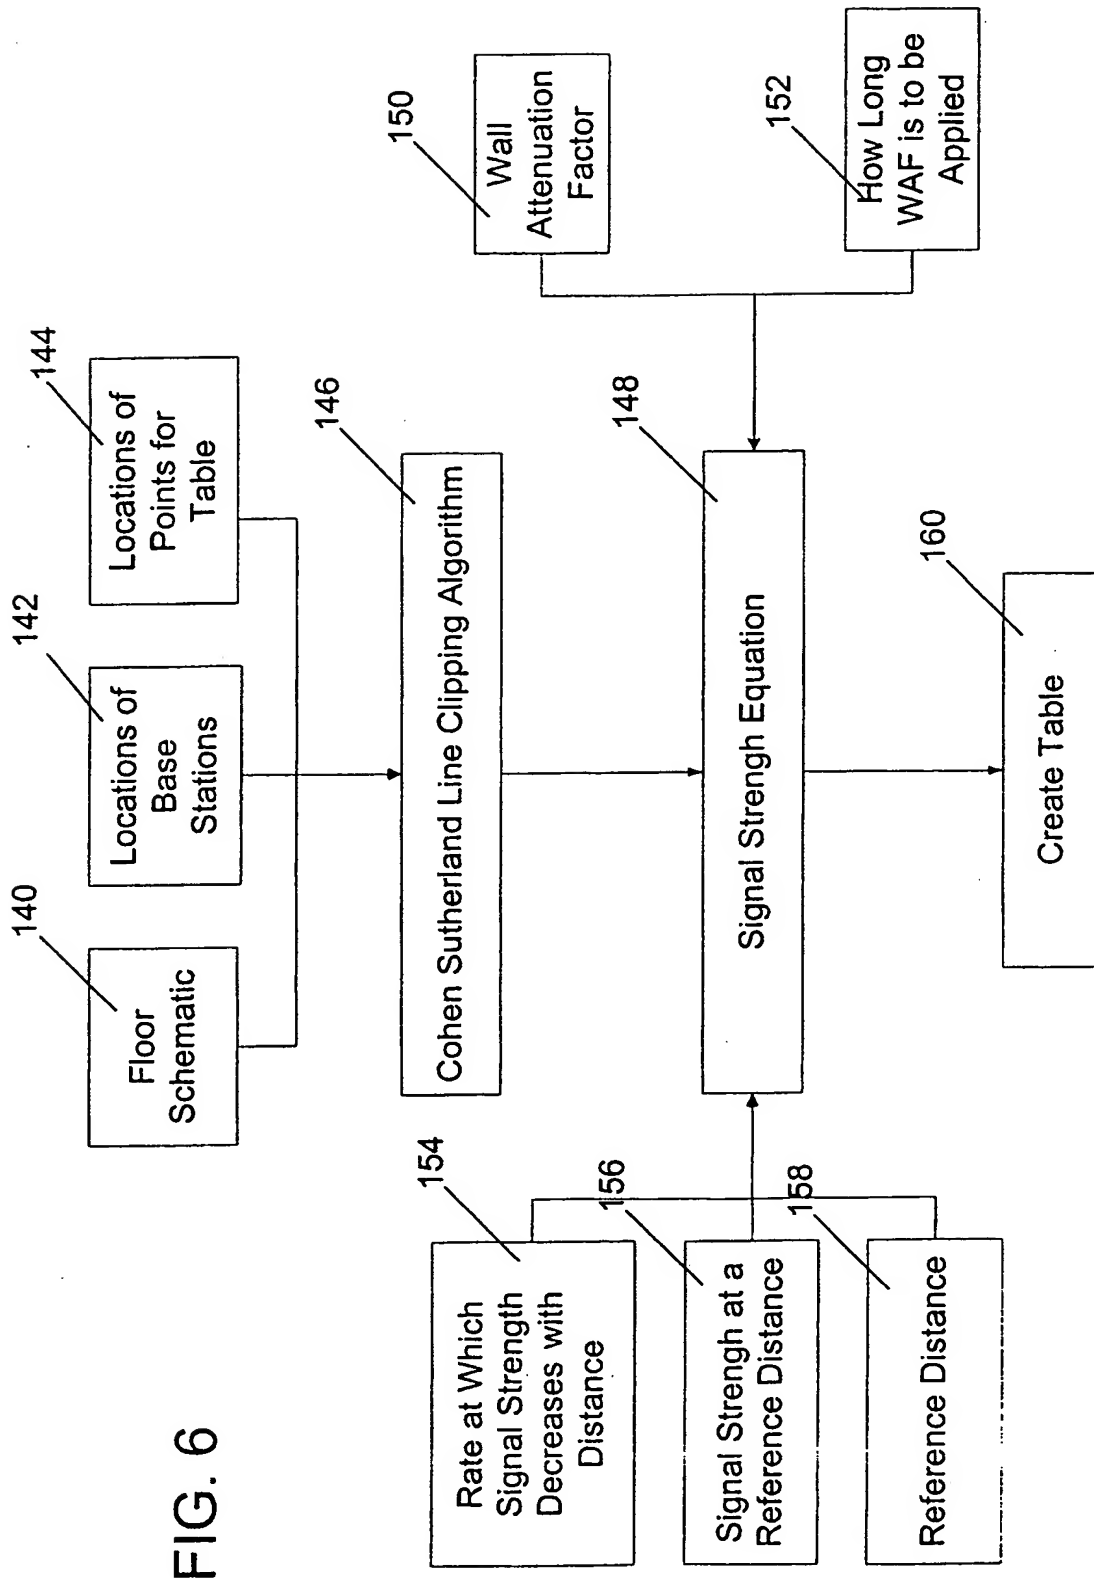 FIG. 6
140
Floor
Schematic
142
Locations of
Base
Stations
144
Locations of
Points for
Table
146
Cohen Sutherland Line Clipping Algorithm
154
Rate at Which
Signal Strength
Decreases with
Distance
156
Signal Strengh at a
Reference Distance
158
Reference Distance
148
Signal Strengh Equation
150
Wall
Attenuation
Factor
152
How Long
WAF is to be
Applied
160
Create Table